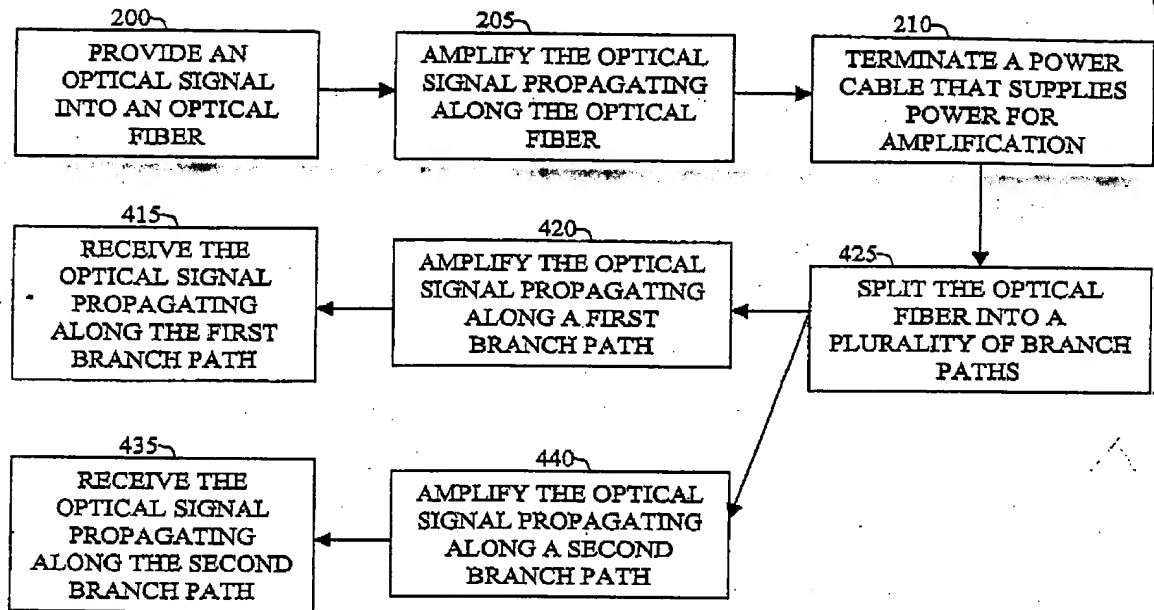 200
PROVIDE AN
OPTICAL SIGNAL
INTO AN OPTICAL
FIBER
205
AMPLIFY THE OPTICAL
SIGNAL PROPAGATING
ALONG THE OPTICAL
FIBER
210
TERMINATE A POWER
CABLE THAT SUPPLIES
POWER FOR
AMPLIFICATION
415
RECEIVE THE
OPTICAL SIGNAL
PROPAGATING
ALONG THE FIRST
BRANCH PATH
420
AMPLIFY THE OPTICAL
SIGNAL PROPAGATING
ALONG A FIRST
BRANCH PATH
425
SPLIT THE OPTICAL
FIBER INTO A
PLURALITY OF BRANCH
PATHS
435
RECEIVE THE
OPTICAL SIGNAL
PROPAGATING
ALONG THE SECOND
BRANCH PATH
440
AMPLIFY THE OPTICAL
SIGNAL PROPAGATING
ALONG A SECOND
BRANCH PATH